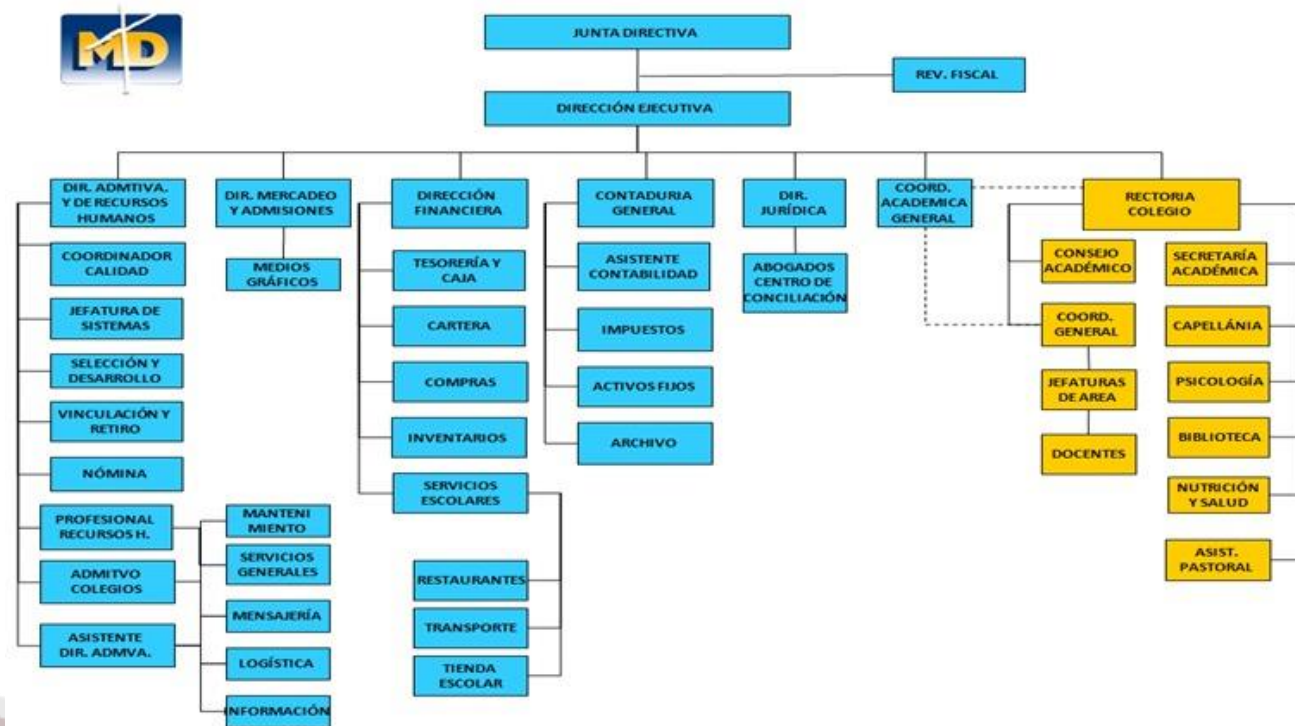 MD
JUNTA DIRECTIVA
REV. FISCAL
DIRECCIÓN EJECUTIVA
DIR. ADMTIVA.
Y DE RECURSOS
HUMANOS
DIR. MERCADEO
Y ADMISIONES
DIRECCIÓN
FINANCIERA
CONTADURIA
GENERAL
DIR.
JURÍDICA
COORD.
ACADEMICA
GENERAL
RECTORIA
COLEGIO
COORDINADOR
CALIDAD
JEFATURA DE
SISTEMAS
SELECCIÓN Y
DESARROLLO
VINCULACIÓN Y
RETIRO
NÓMINA
PROFESIONAL
RECURSOS H.
ADMITVO
COLEGIOS
ASISTENTE
DIR. ADMVA.
MANTENI
MIENTO
SERVICIOS
GENERALES
MENSAJERÍA
LOGÍSTICA
INFORMACIÓN
MEDIOS
GRÁFICOS
TESORERÍA Y
CAJA
CARTERA
COMPRAS
INVENTARIOS
SERVICIOS
ESCOLARES
RESTAURANTES
TRANSPORTE
TIENDA
ESCOLAR
ASISTENTE
CONTABILIDAD
IMPUESTOS
ACTIVOS FIJOS
ARCHIVO
ABOGADOS
CENTRO DE
CONCILIACIÓN
CONSEJO
ACADÉMICO
COORD.
GENERAL
JEFATURAS
DE AREA
DOCENTES
SECRETARÍA
ACADÉMICA
CAPELLÁNIA
PSICOLOGÍA
BIBLIOTECA
NUTRICIÓN
Y SALUD
ASIST.
PASTORAL